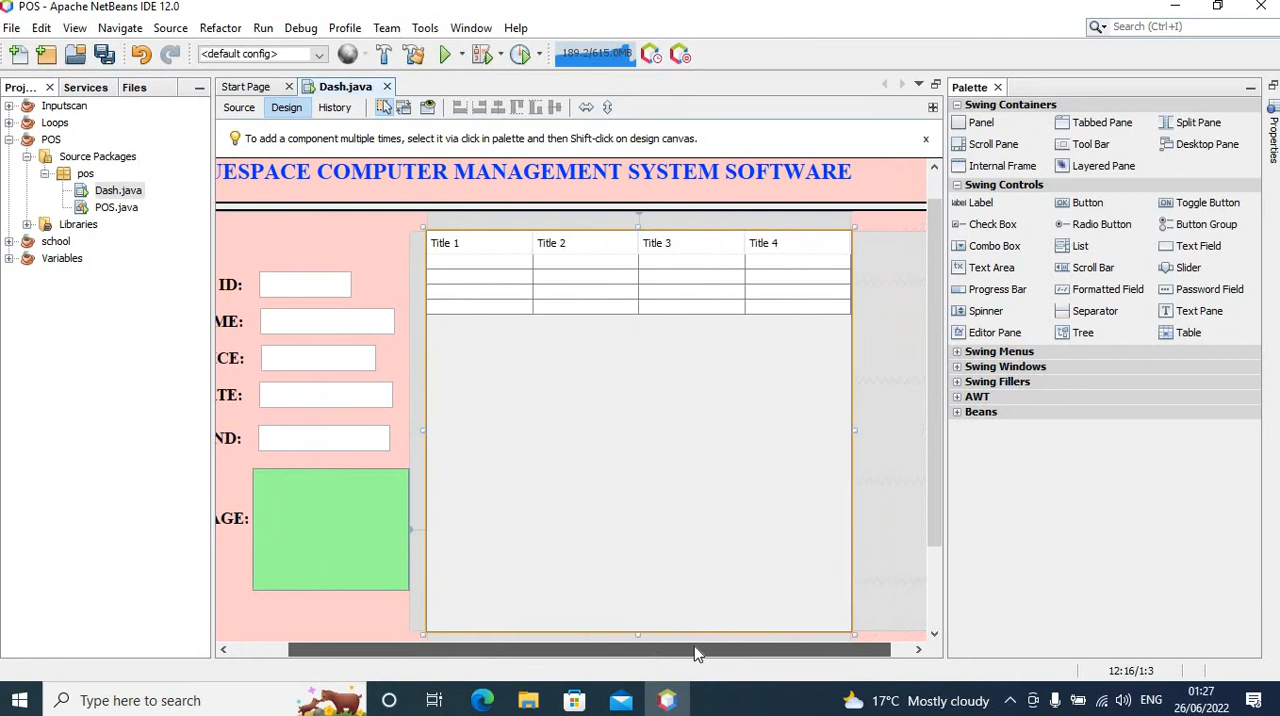 POS - Apache NetBeans IDE 12.0
File Edit View Navigate Source Refactor Run Debug Profile Team Tools Window Help
Search (Ctrl+I)
<default config>
189.2/615.0MB
Proj...
Services
Files
Start Page
Dash.java
Palette
Source Design History
To add a component multiple times, select it via click in palette and then Shift-click on design canvas.
Inputscan
Loops
POS
Source Packages
pos
Dash.java
POS.java
Libraries
school
Variables
UESPACE COMPUTER MANAGEMENT SYSTEM SOFTWARE
Title 1 Title 2 Title 3 Title 4
ID:
ME:
CE:
ATE:
ND:
AGE:
Swing Containers
Panel Tabbed Pane Split Pane
Scroll Pane Tool Bar Desktop Pane
Internal Frame Layered Pane
Swing Controls
Label Button Toggle Button
Check Box Radio Button Button Group
Combo Box List Text Field
Text Area Scroll Bar Slider
Progress Bar Formatted Field Password Field
Spinner Separator Text Pane
Editor Pane Tree Table
Swing Menus
Swing Windows
Swing Fillers
AWT
Beans
Properties
12:16/1:3
Type here to search
17°C Mostly cloudy
ENG
01:27
26/06/2022